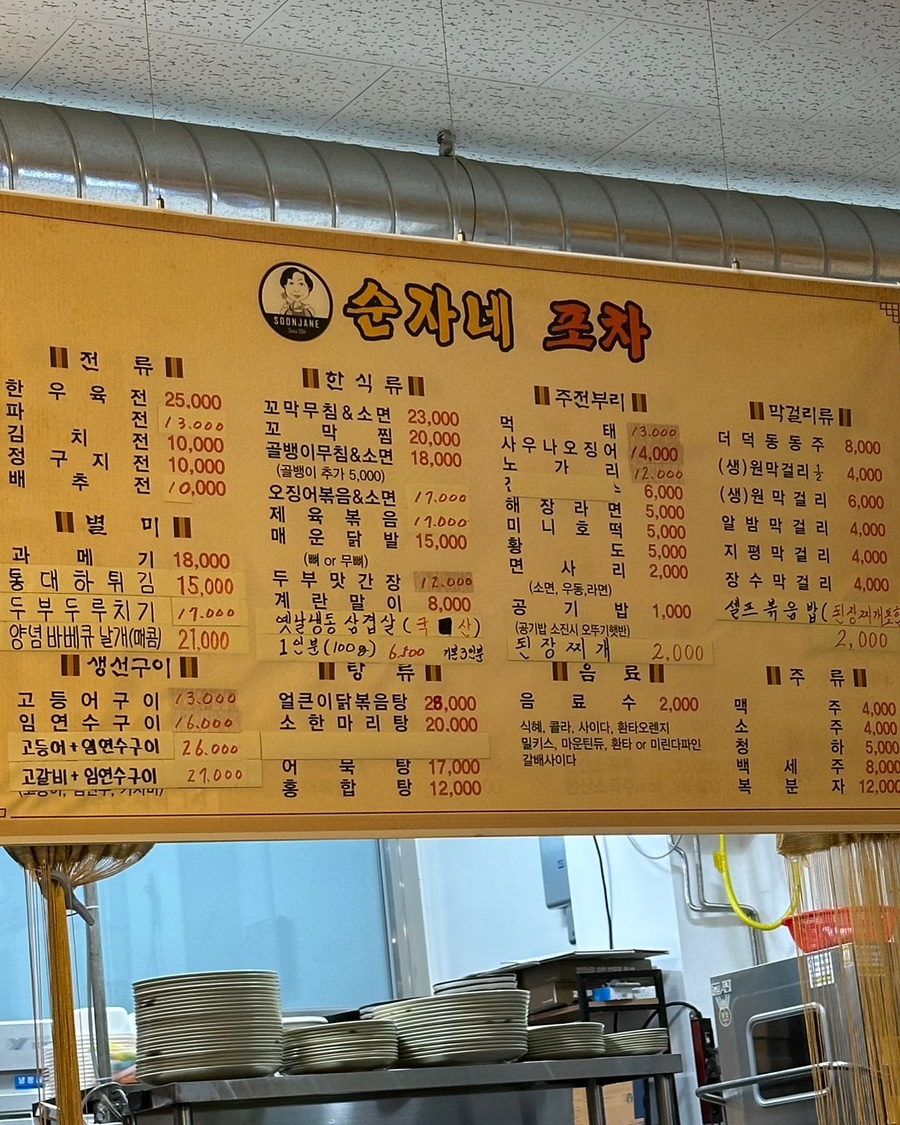 SOONJANE
순자네 포차
전 류
한우육전 25,000
파전 13.000
김치전 10,000
정구지전 10,000
배추전 10,000
별 미
과메기 18,000
통대하튀김 15,000
두부두루치기 17.000
양념 바베큐 날개(매콤) 21,000
생선구이
고등어구이 13.000
임연수구이 16.000
고등어+임연수구이 26.000
고갈비+임연수구이 27.000
한 식 류
꼬막무침&소면 23,000
꼬막찜 20,000
골뱅이무침&소면 18,000
(골뱅이 추가 5,000)
오징어볶음&소면 17.000
제육볶음 17.000
매운닭발 15,000
(뼈 or 무뼈)
두부맛간장 12.000
계란말이 8,000
옛날냉동 삼겹살 (국 산)
1인분(100g) 6.500 기본3인분
탕 류
얼큰이닭볶음탕 28,000
소한마리탕 20.000
어묵탕 17,000
홍합탕 12,000
주전부리
먹태 13.000
사우나오징어 14,000
노가리 12.000
6,000
해장라면 5,000
미니호떡 5,000
황도 5,000
면사리 2,000
(소면, 우동,라면)
공기밥 1,000
(공기밥 소진시 오뚜기햇반)
된장찌개 2,000
음 료
음료수 2,000
식혜, 콜라, 사이다, 환타오렌지
밀키스, 마운틴듀, 환타 or 미린다파인
갈배사이다
막걸리류
더덕동동주 8,000
(생)원막걸리½ 4,000
(생)원막걸리 6,000
알밤막걸리 4,000
지평막걸리 4,000
장수막걸리 4,000
셀프볶음밥(된장찌개포함
2,000
주 류
맥주 4,000
소주 4,000
청하 5,000
백세주 8,000
복분자 12,000